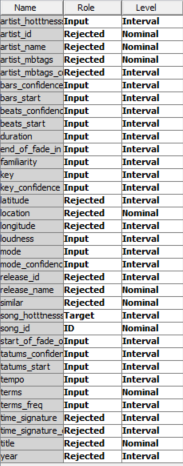 Name Role Level
artist_hotttness Input Interval
artist_id Rejected Nominal
artist_name Rejected Nominal
artist_mbtags Rejected Nominal
artist_mbtags_c Rejected Interval
bars_confidence Input Interval
bars_start Input Interval
beats_confidenc Input Interval
beats_start Input Interval
duration Input Interval
end_of_fade_in Input Interval
familiarity Input Interval
key Input Interval
key_confidence Input Interval
latitude Rejected Interval
location Rejected Nominal
longitude Rejected Interval
loudness Input Interval
mode Input Interval
mode_confidenc Input Interval
release_id Rejected Interval
release_name Rejected Nominal
similar Rejected Nominal
song_hotttness Target Interval
song_id ID Nominal
start_of_fade_o Input Interval
tatums_confiden Input Interval
tatums_start Input Interval
tempo Input Interval
terms Input Nominal
terms_freq Input Interval
time_signature Rejected Interval
time_signature_ Rejected Interval
title Rejected Nominal
year Rejected Interval